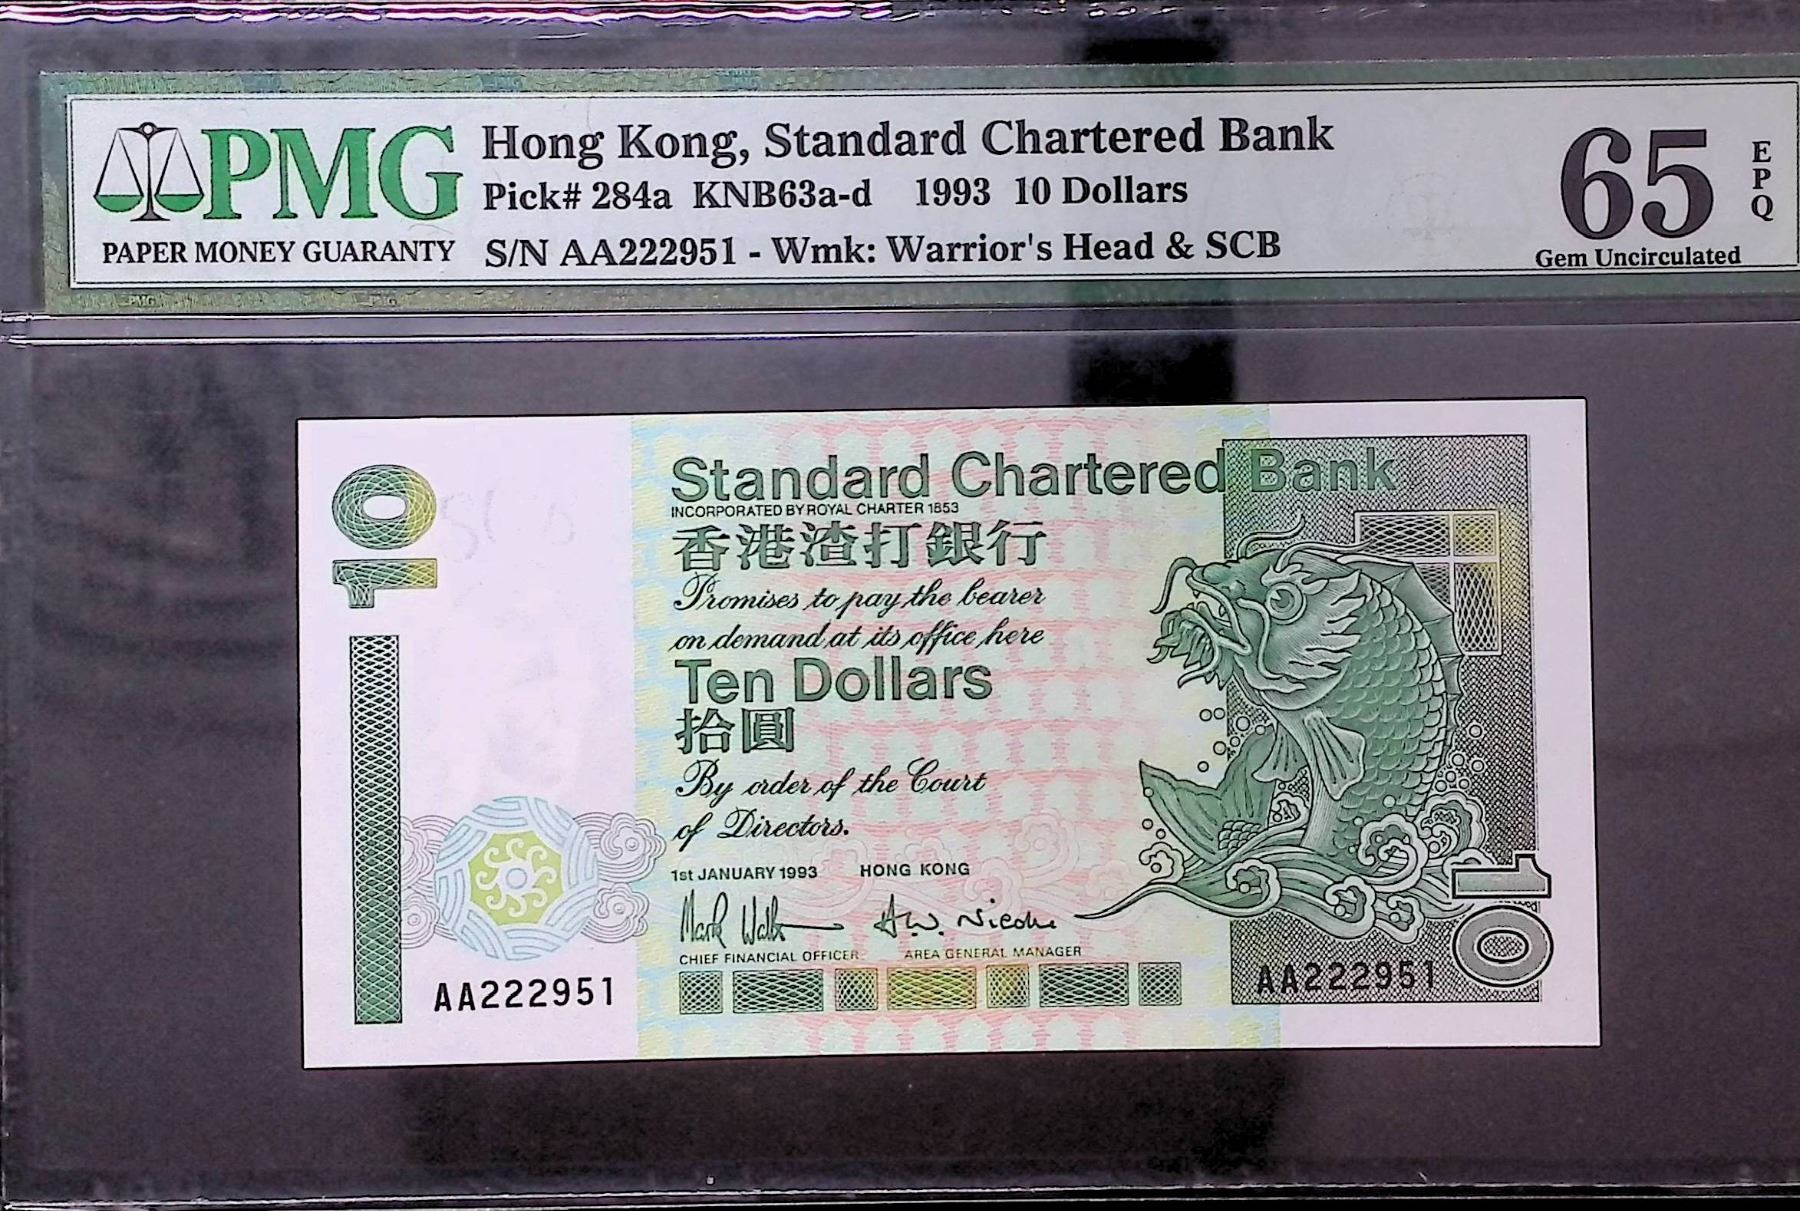 PMG
PAPER MONEY GUARANTY
Hong Kong, Standard Chartered Bank
Pick# 284a KNB63a-d 1993 10 Dollars
S/N AA222951 - Wmk: Warrior's Head & SCB
65
EPQ
Gem Uncirculated
10
SCB
Standard Chartered Bank
INCORPORATED BY ROYAL CHARTER 1853
香港渣打銀行
Promises to pay the bearer
on demand at its office here
Ten Dollars
拾圓
By order of the Court
of Directors.
1st JANUARY 1993 HONG KONG
CHIEF FINANCIAL OFFICER AREA GENERAL MANAGER
AA222951
AA222951
10